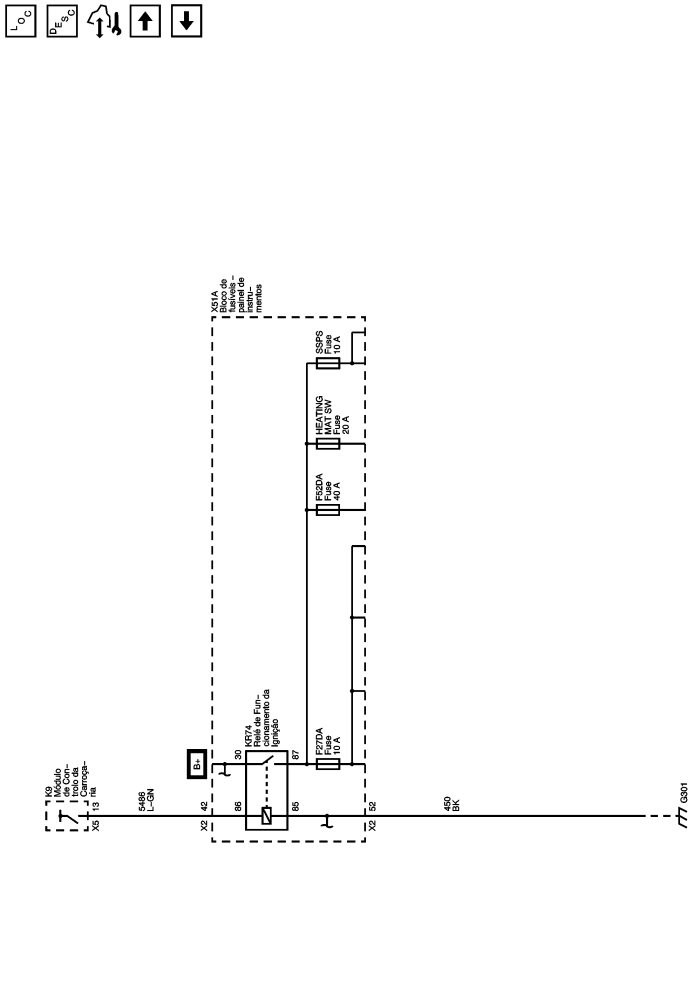 LOC
DESC
X51A
Bloco de
fusíveis –
painel de
instru–
mentos
SSPS
Fuse
10 A
HEATING
MAT SW
Fuse
20 A
F52DA
Fuse
40 A
KR74
Relé de Fun–
cionamento da
Ignição
F27DA
Fuse
10 A
B+
30
87
K9
Módulo
de Con–
trolo da
Carroça–
ria
X5
13
5486
L–GN
X2
42
86
85
X2
52
450
BK
G301